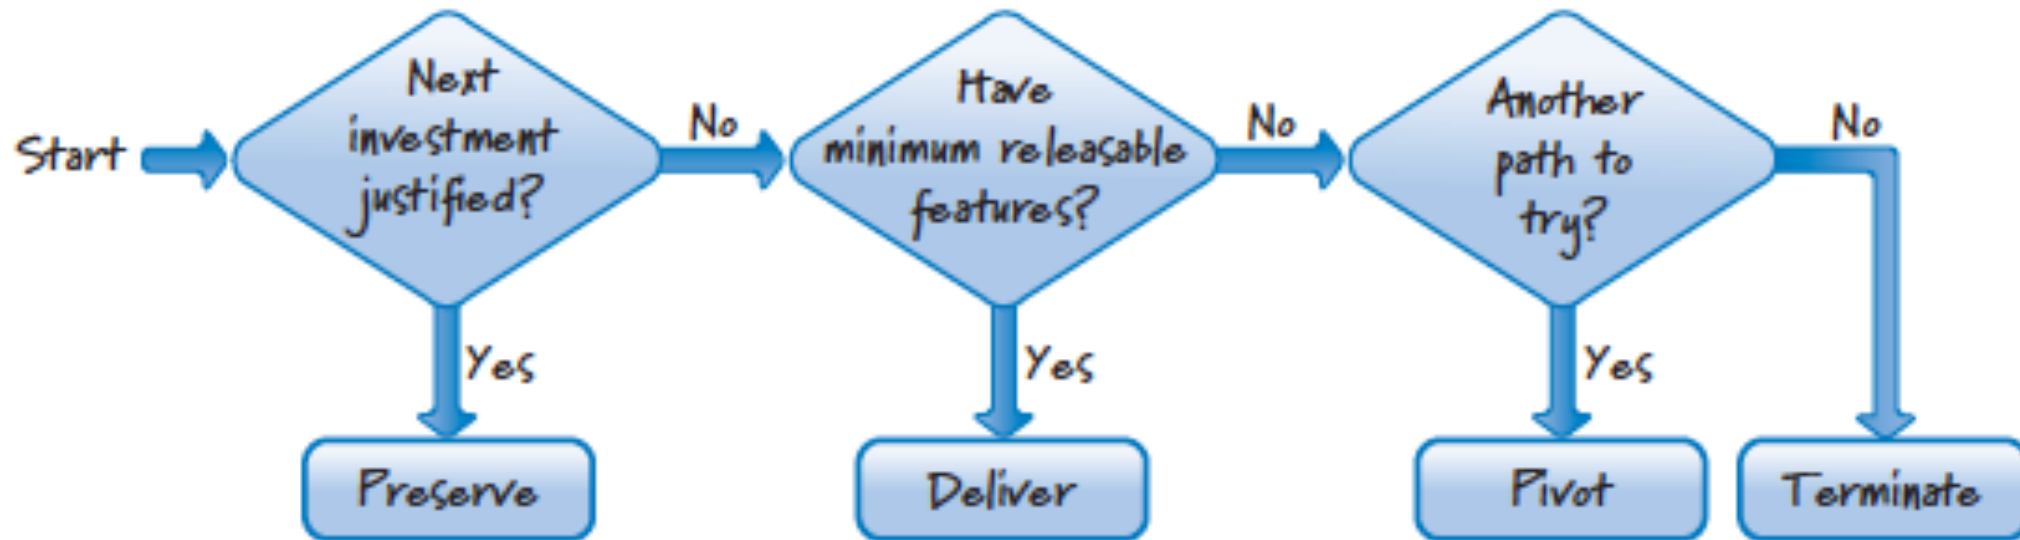 Start
Next
investment
justified?
No
Have
minimum releasable
features?
No
Another
path to
try?
No
Yes
Yes
Yes
Preserve
Deliver
Pivot
Terminate